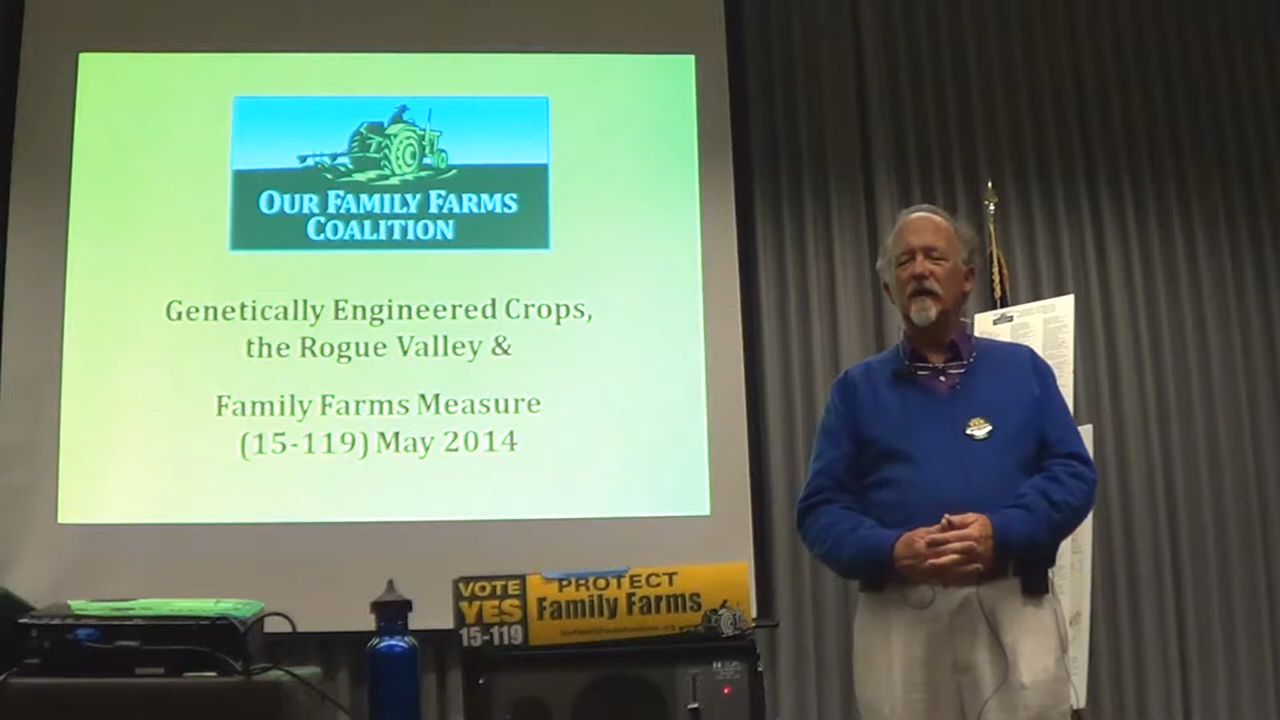 OUR FAMILY FARMS
COALITION
Genetically Engineered Crops,
the Rogue Valley &
Family Farms Measure
(15-119) May 2014
VOTE
YES
15-119
PROTECT
Family Farms
YES